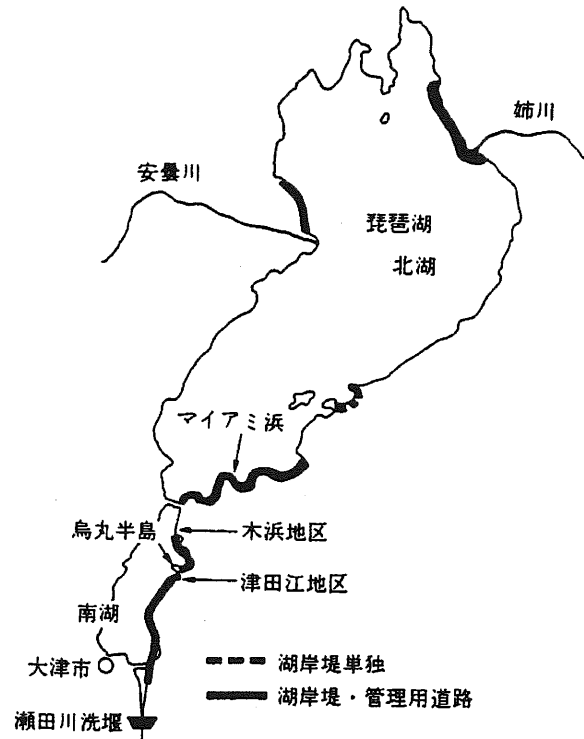 姉川
安曇川
琵琶湖
北湖
マイアミ浜
烏丸半島
木浜地区
津田江地区
南湖
大津市
湖岸堤単独
湖岸堤・管理用道路
瀬田川洗堰